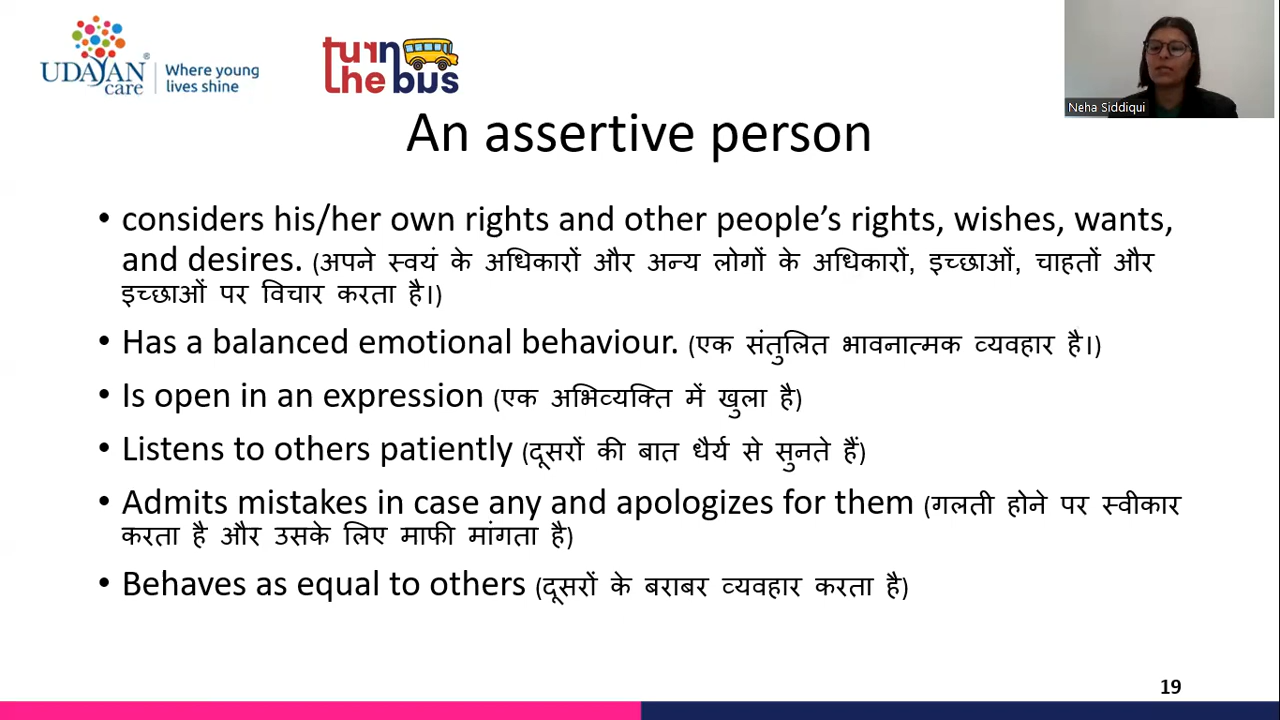 UDAYAN care® Where young lives shine
turn the bus
Neha Siddiqui
An assertive person
• considers his/her own rights and other people’s rights, wishes, wants,
and desires. (अपने स्वयं के अधिकारों और अन्य लोगों के अधिकारों, इच्छाओं, चाहतों और
इच्छाओं पर विचार करता है।)
• Has a balanced emotional behaviour. (एक संतुलित भावनात्मक व्यवहार है।)
• Is open in an expression (एक अभिव्यक्ति में खुला है)
• Listens to others patiently (दूसरों की बात धैर्य से सुनते हैं)
• Admits mistakes in case any and apologizes for them (गलती होने पर स्वीकार
करता है और उसके लिए माफी मांगता है)
• Behaves as equal to others (दूसरों के बराबर व्यवहार करता है)
19